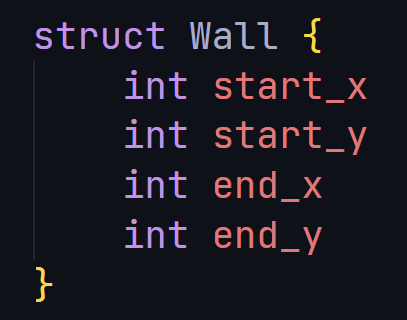 struct Wall {
    int start_x
    int start_y
    int end_x
    int end_y
}